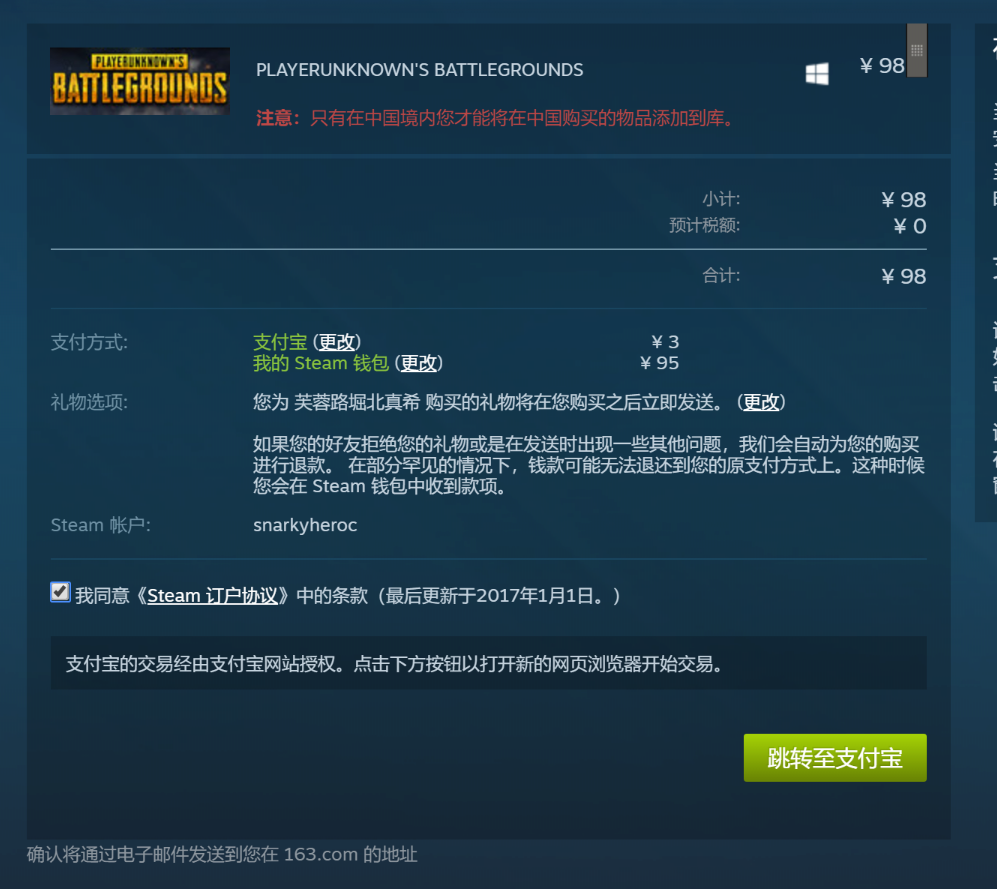 PLAYERUNKNOWN'S
BATTLEGROUNDS
PLAYERUNKNOWN'S BATTLEGROUNDS
¥ 98
注意：只有在中国境内您才能将在中国购买的物品添加到库。
小计: ¥ 98
预计税额: ¥ 0
合计: ¥ 98
支付方式: 支付宝 (更改) ¥ 3
我的 Steam 钱包 (更改) ¥ 95
礼物选项: 您为 芙蓉路堀北真希 购买的礼物将在您购买之后立即发送。 (更改)
如果您的好友拒绝您的礼物或是在发送时出现一些其他问题，我们会自动为您的购买
进行退款。 在部分罕见的情况下，钱款可能无法退还到您的原支付方式上。这种时候
您会在 Steam 钱包中收到款项。
Steam 帐户: snarkyheroc
我同意《Steam 订户协议》中的条款（最后更新于2017年1月1日。）
支付宝的交易经由支付宝网站授权。点击下方按钮以打开新的网页浏览器开始交易。
跳转至支付宝
确认将通过电子邮件发送到您在 163.com 的地址